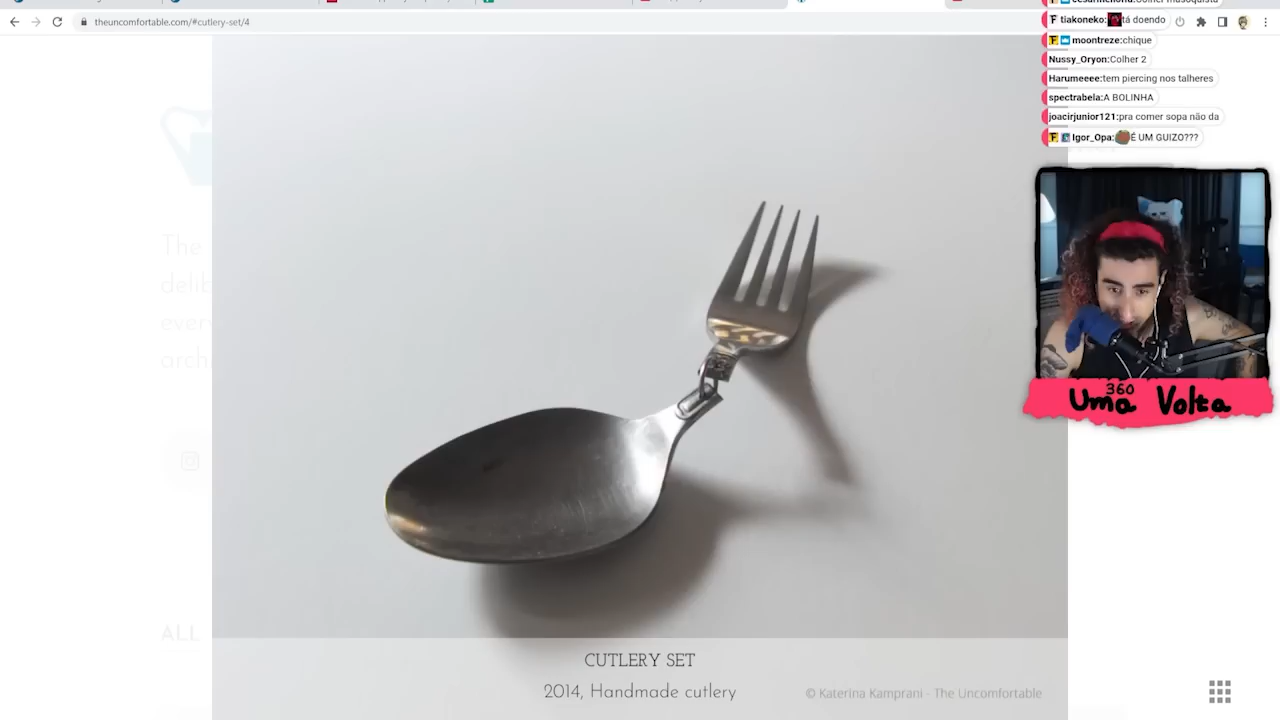 theuncomfortable.com/#cutlery-set/4
tiakoneko: tá doendo
moontreze:chique
Nussy_Oryon:Colher 2
Harumeeee:tem piercing nos talheres
spectrabela:A BOLINHA
joacirjunior121:pra comer sopa não da
Igor_Opa: É UM GUIZO???
360
Uma Volta
The
ALL
CUTLERY SET
2014, Handmade cutlery
© Katerina Kamprani - The Uncomfortable